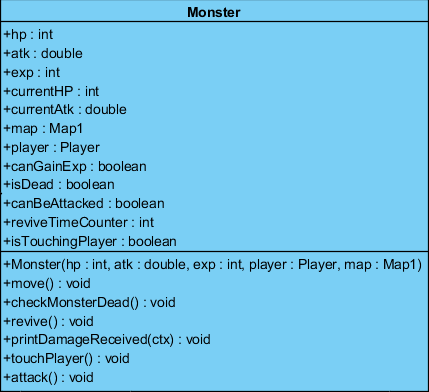 Monster
+hp : int
+atk : double
+exp : int
+currentHP : int
+currentAtk : double
+map : Map1
+player : Player
+canGainExp : boolean
+isDead : boolean
+canBeAttacked : boolean
+reviveTimeCounter : int
+isTouchingPlayer : boolean
+Monster(hp : int, atk : double, exp : int, player : Player, map : Map1)
+move() : void
+checkMonsterDead() : void
+revive() : void
+printDamageReceived(ctx) : void
+touchPlayer() : void
+attack() : void